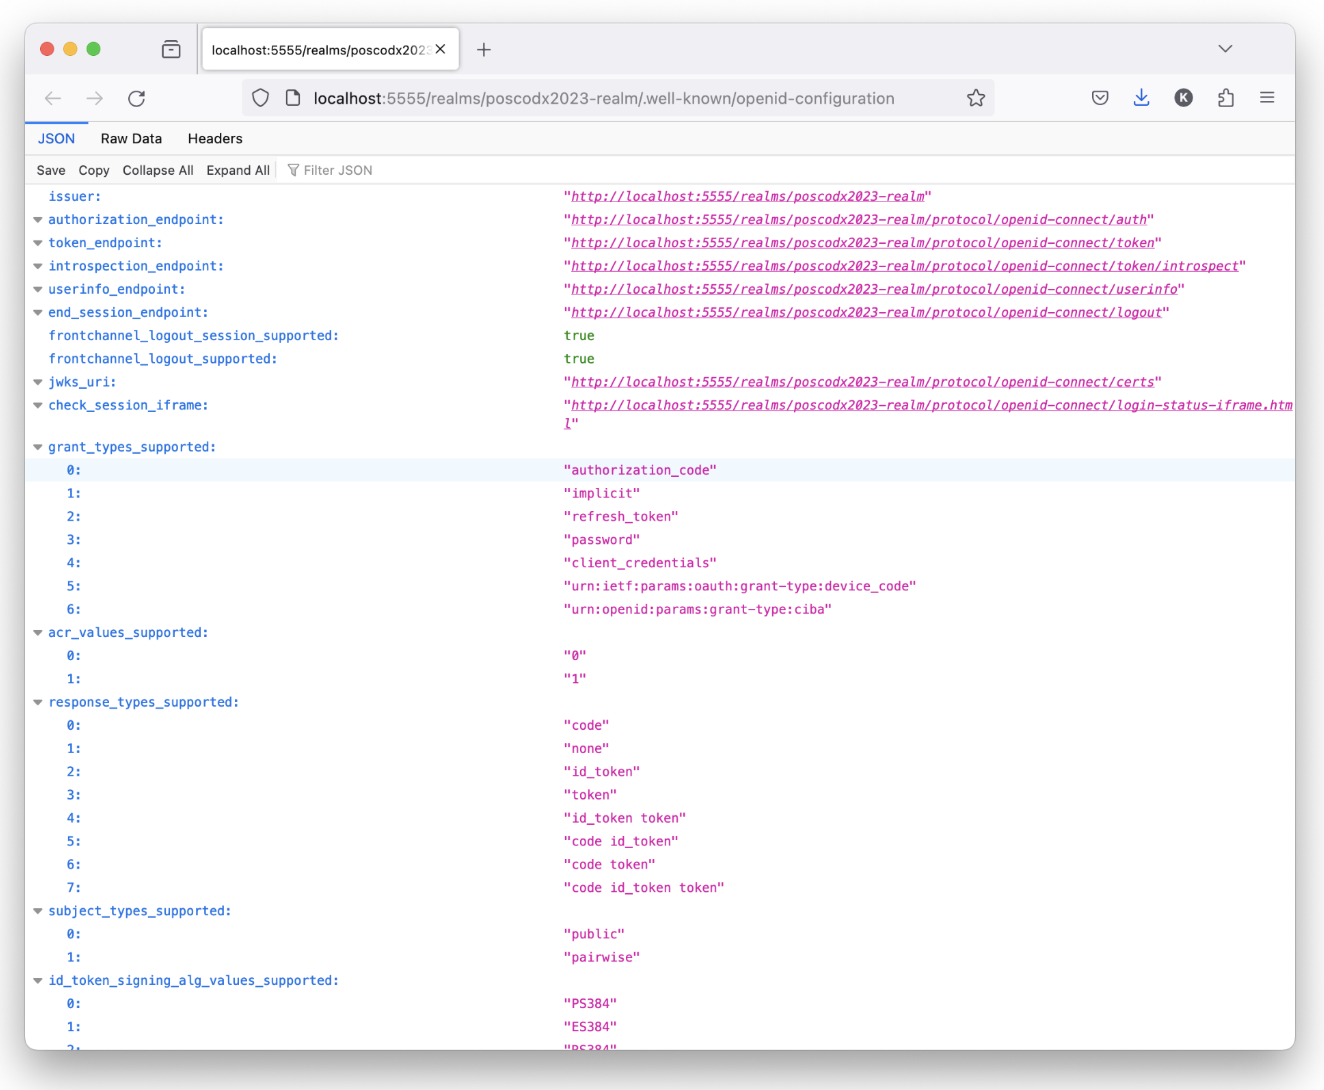 localhost:5555/realms/poscodx202
localhost:5555/realms/poscodx2023-realm/.well-known/openid-configuration
K
JSON Raw Data Headers
Save Copy Collapse All Expand All Filter JSON
issuer: "http://localhost:5555/realms/poscodx2023-realm"
authorization_endpoint: "http://localhost:5555/realms/poscodx2023-realm/protocol/openid-connect/auth"
token_endpoint: "http://localhost:5555/realms/poscodx2023-realm/protocol/openid-connect/token"
introspection_endpoint: "http://localhost:5555/realms/poscodx2023-realm/protocol/openid-connect/token/introspect"
userinfo_endpoint: "http://localhost:5555/realms/poscodx2023-realm/protocol/openid-connect/userinfo"
end_session_endpoint: "http://localhost:5555/realms/poscodx2023-realm/protocol/openid-connect/logout"
frontchannel_logout_session_supported: true
frontchannel_logout_supported: true
jwks_uri: "http://localhost:5555/realms/poscodx2023-realm/protocol/openid-connect/certs"
check_session_iframe: "http://localhost:5555/realms/poscodx2023-realm/protocol/openid-connect/login-status-iframe.htm
l"
grant_types_supported:
0: "authorization_code"
1: "implicit"
2: "refresh_token"
3: "password"
4: "client_credentials"
5: "urn:ietf:params:oauth:grant-type:device_code"
6: "urn:openid:params:grant-type:ciba"
acr_values_supported:
0: "0"
1: "1"
response_types_supported:
0: "code"
1: "none"
2: "id_token"
3: "token"
4: "id_token token"
5: "code id_token"
6: "code token"
7: "code id_token token"
subject_types_supported:
0: "public"
1: "pairwise"
id_token_signing_alg_values_supported:
0: "PS384"
1: "ES384"
2: "RS384"